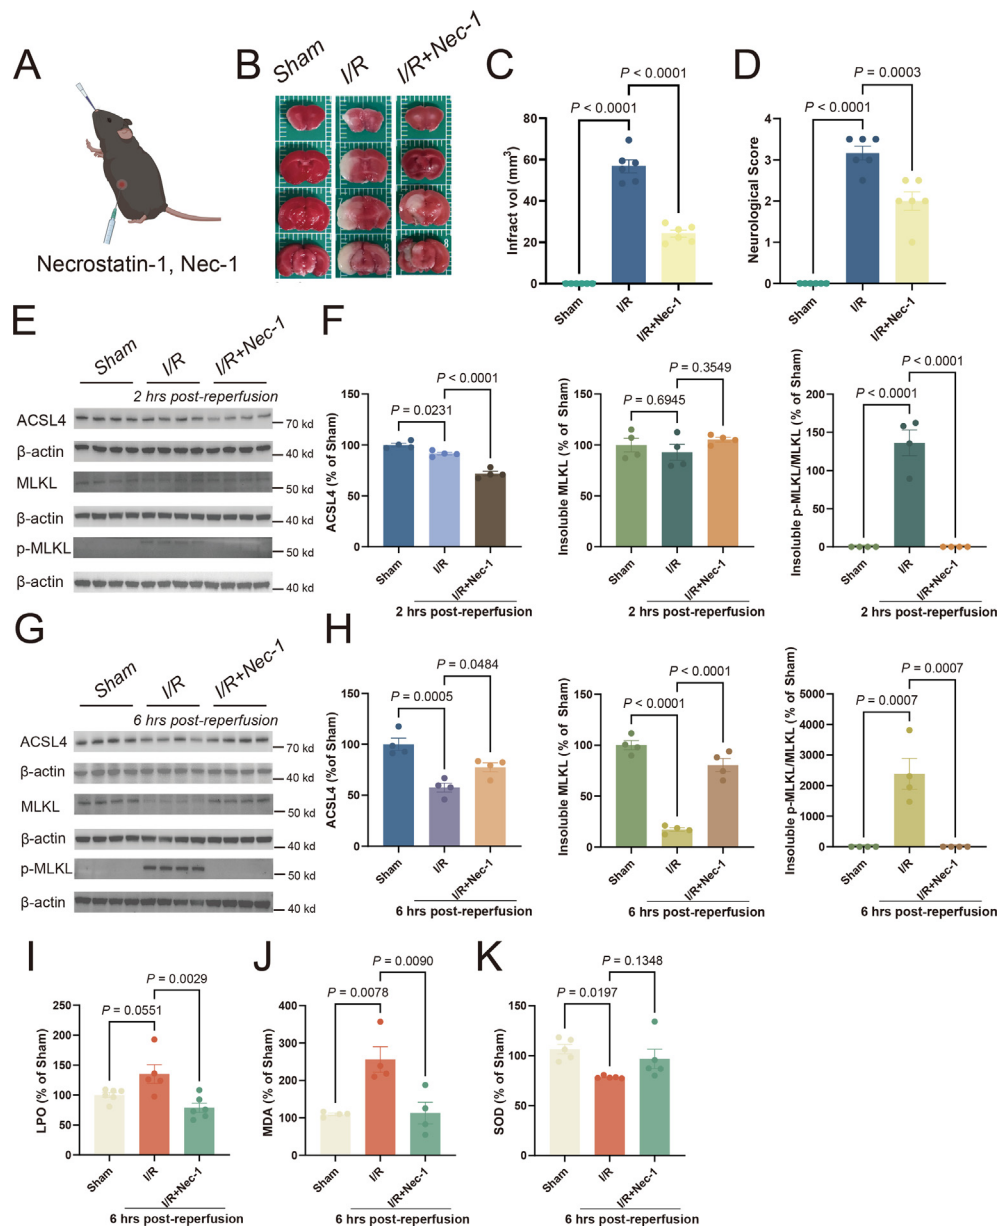 A
Necrostatin-1, Nec-1
B
Sham
I/R
I/R+Nec-1
C
P < 0.0001
P < 0.0001
Infract vol (mm³)
80
60
40
20
0
Sham
I/R
I/R+Nec-1
D
P = 0.0003
P < 0.0001
Neurological Score
4
3
2
1
0
Sham
I/R
I/R+Nec-1
E
Sham
I/R
I/R+Nec-1
2 hrs post-reperfusion
ACSL4
70 kd
β-actin
40 kd
MLKL
50 kd
β-actin
40 kd
p-MLKL
50 kd
β-actin
40 kd
F
P < 0.0001
P = 0.0231
ACSL4 (% of Sham)
150
100
50
0
Sham
I/R
I/R+Nec-1
2 hrs post-reperfusion
P = 0.3549
P = 0.6945
Insoluble MLKL (% of Sham)
150
100
50
0
Sham
I/R
I/R+Nec-1
2 hrs post-reperfusion
P < 0.0001
P < 0.0001
Insoluble p-MLKL/MLKL (% of Sham)
200
150
100
50
0
Sham
I/R
I/R+Nec-1
2 hrs post-reperfusion
G
Sham
I/R
I/R+Nec-1
6 hrs post-reperfusion
ACSL4
70 kd
β-actin
40 kd
MLKL
50 kd
β-actin
40 kd
p-MLKL
50 kd
β-actin
40 kd
H
P = 0.0484
P = 0.0005
ACSL4 (%of Sham)
150
100
50
0
Sham
I/R
I/R+Nec-1
6 hrs post-reperfusion
P < 0.0001
P < 0.0001
Insoluble MLKL (% of Sham)
150
100
50
0
Sham
I/R
I/R+Nec-1
6 hrs post-reperfusion
P = 0.0007
P = 0.0007
Insoluble p-MLKL/MLKL (% of Sham)
5000
4000
3000
2000
1000
0
Sham
I/R
I/R+Nec-1
6 hrs post-reperfusion
I
P = 0.0029
P = 0.0551
LPO (% of Sham)
250
200
150
100
50
0
Sham
I/R
I/R+Nec-1
6 hrs post-reperfusion
J
P = 0.0090
P = 0.0078
MDA (% of Sham)
400
300
200
100
0
Sham
I/R
I/R+Nec-1
6 hrs post-reperfusion
K
P = 0.1348
P = 0.0197
SOD (% of Sham)
150
100
50
0
Sham
I/R
I/R+Nec-1
6 hrs post-reperfusion